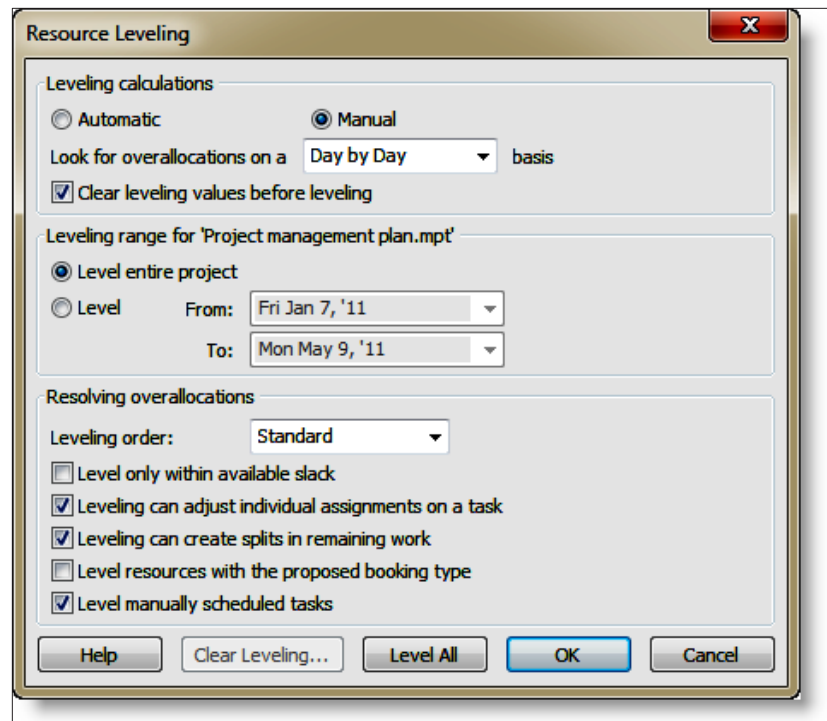 Resource Leveling
Leveling calculations
Automatic Manual
Look for overallocations on a Day by Day basis
Clear leveling values before leveling
Leveling range for 'Project management plan.mpt'
Level entire project
Level From: Fri Jan 7, '11
To: Mon May 9, '11
Resolving overallocations
Leveling order: Standard
Level only within available slack
Leveling can adjust individual assignments on a task
Leveling can create splits in remaining work
Level resources with the proposed booking type
Level manually scheduled tasks
Help Clear Leveling... Level All OK Cancel